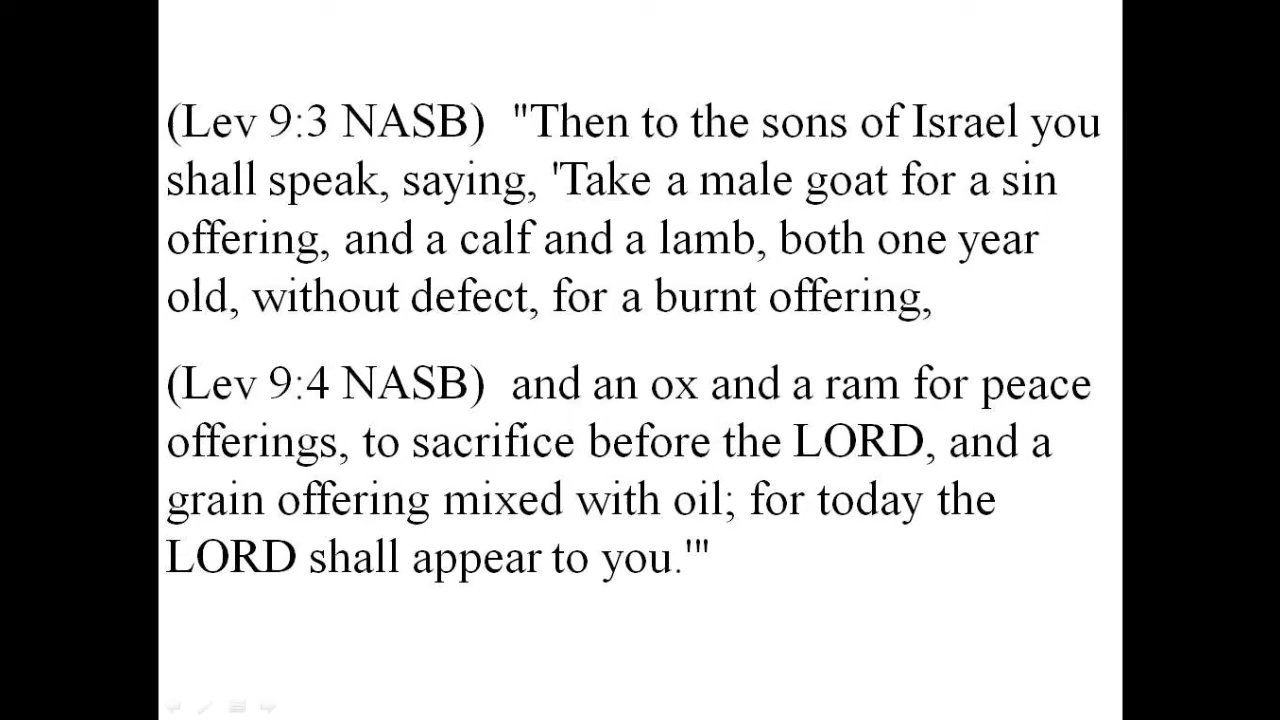 (Lev 9:3 NASB)  "Then to the sons of Israel you
shall speak, saying, 'Take a male goat for a sin
offering, and a calf and a lamb, both one year
old, without defect, for a burnt offering,
(Lev 9:4 NASB)  and an ox and a ram for peace
offerings, to sacrifice before the LORD, and a
grain offering mixed with oil; for today the
LORD shall appear to you.'"